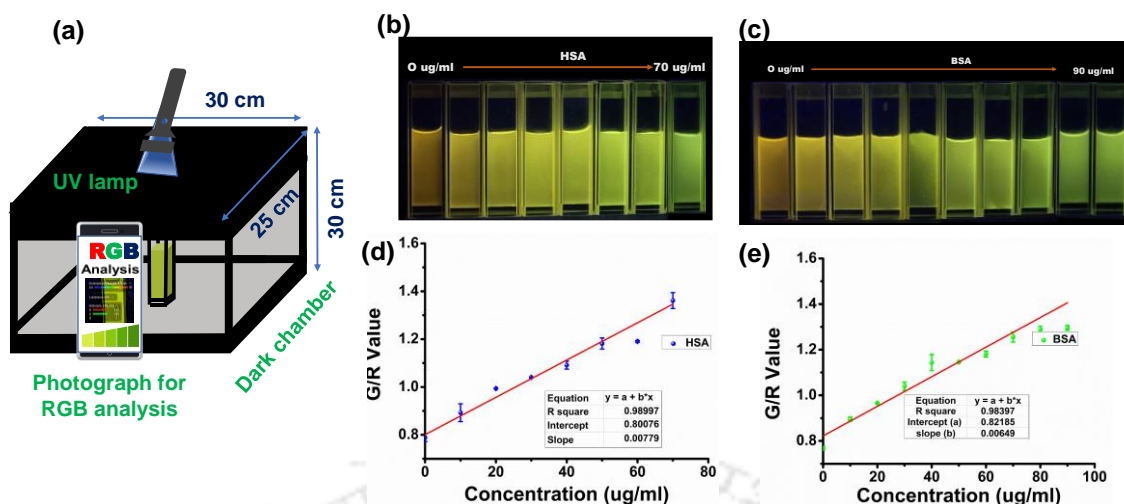 (a)
30 cm
UV lamp
25 cm
30 cm
RGB
Analysis
Dark chamber
Photograph for
RGB analysis
(b)
HSA
O ug/ml
70 ug/ml
(c)
BSA
O ug/ml
90 ug/ml
(d)
1.6
1.4
1.2
1.0
0.8
G/R Value
HSA
Equation y = a + b*x
R square 0.98997
Intercept 0.80076
Slope 0.00779
0 20 40 60 80
Concentration (ug/ml)
(e)
1.6
1.4
1.2
1.0
0.8
G/R Value
BSA
Equation y = a + b*x
R square 0.98397
Intercept (a) 0.82185
slope (b) 0.00649
0 20 40 60 80 100
Concentration (ug/ml)